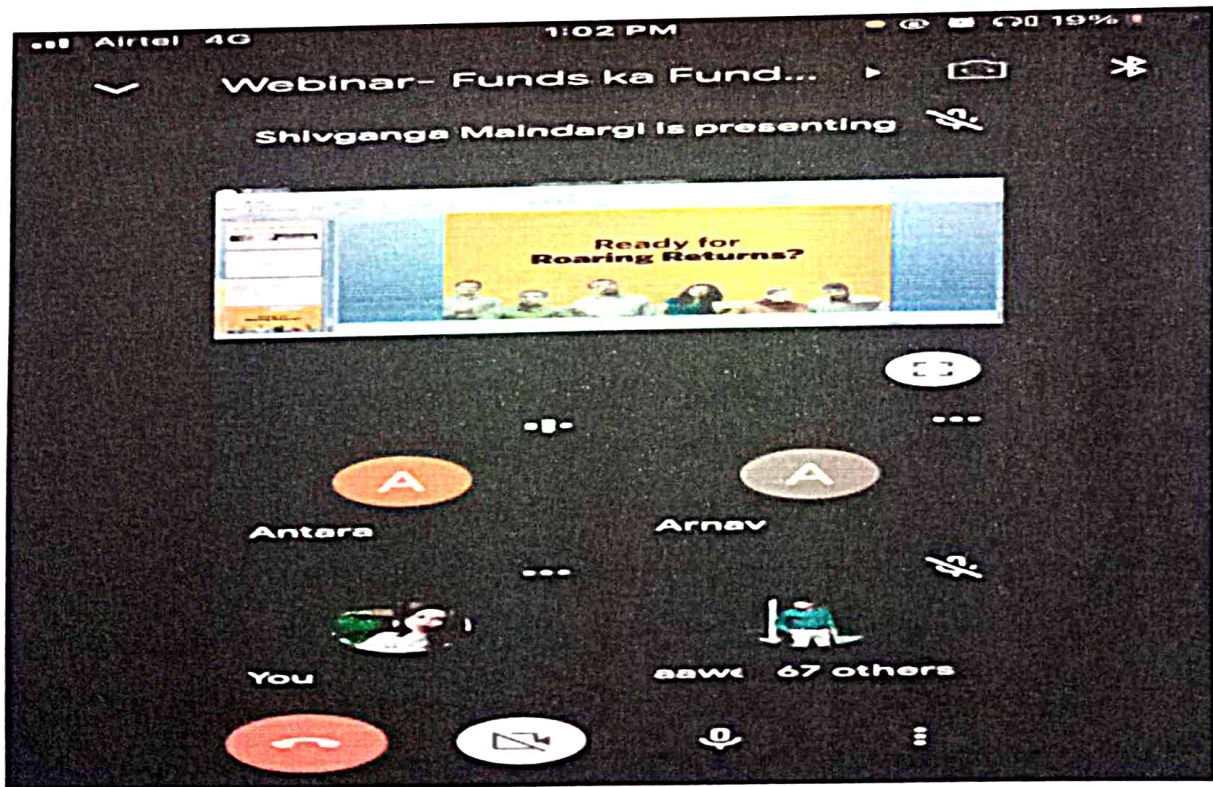 Airtel 4G 1:02 PM 19%
Webinar- Funds ka Fund...
Shivganga Maindargi is presenting
Ready for
Roaring Returns?
A A
Antara Arnav
You aawe 67 others